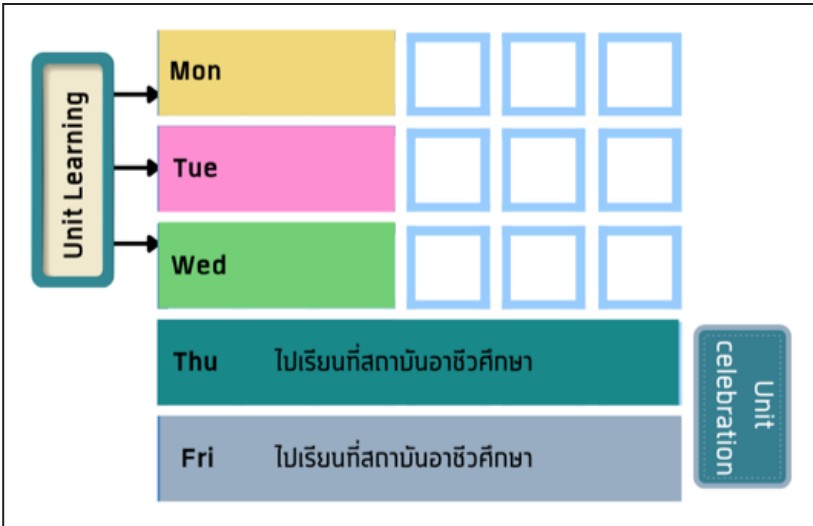 Unit Learning
Mon
Tue
Wed
Thu ไปเรียนที่สถาบันอาชีวศึกษา
Fri ไปเรียนที่สถาบันอาชีวศึกษา
Unit
celebration